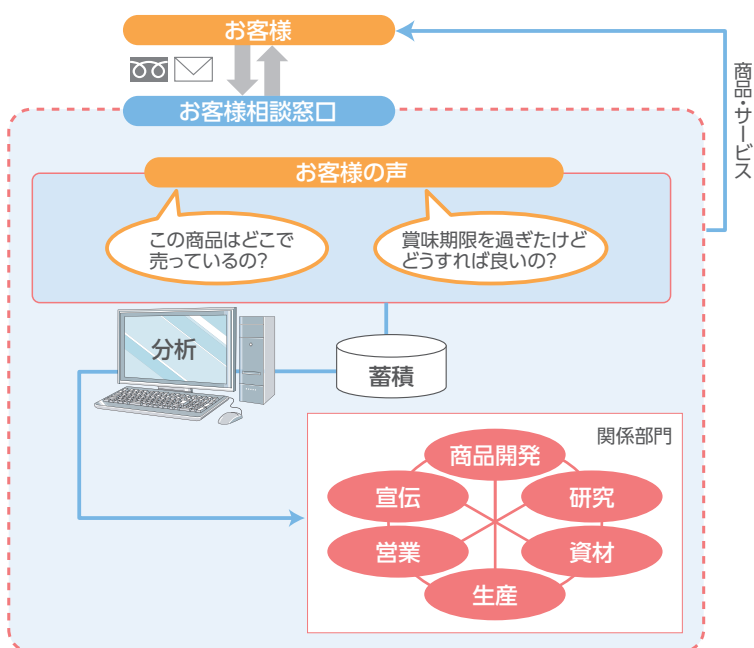 お客様
お客様相談窓口
商品・サービス
お客様の声
この商品はどこで
売っているの?
賞味期限を過ぎたけど
どうすれば良いの?
分析
蓄積
関係部門
商品開発
宣伝
研究
営業
資材
生産